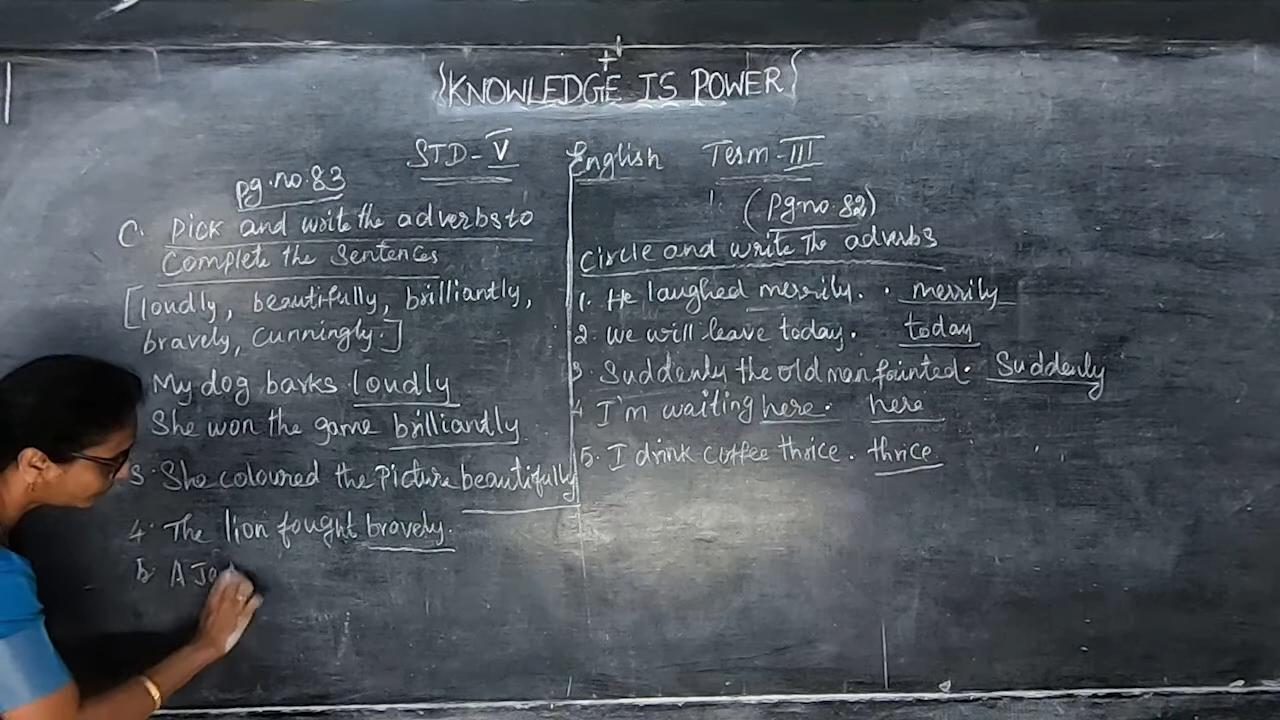 KNOWLEDGE IS POWER
STD-V English Term-III
pg.no.83
C. Pick and write the adverbs to
Complete the Sentences
[loudly, beautifully, brilliantly,
bravely, Cunningly.]
My dog barks loudly
She won the game brilliantly
3. She coloured the Picture beautifully
4. The lion fought bravely.
5. A
(Pg no. 82)
Circle and write The adverbs
1. He laughed merrily. merrily
2. We will leave today. today
3. Suddenly the old man fainted. Suddenly
4 I'm waiting here. here
5. I drink coffee thrice. thrice